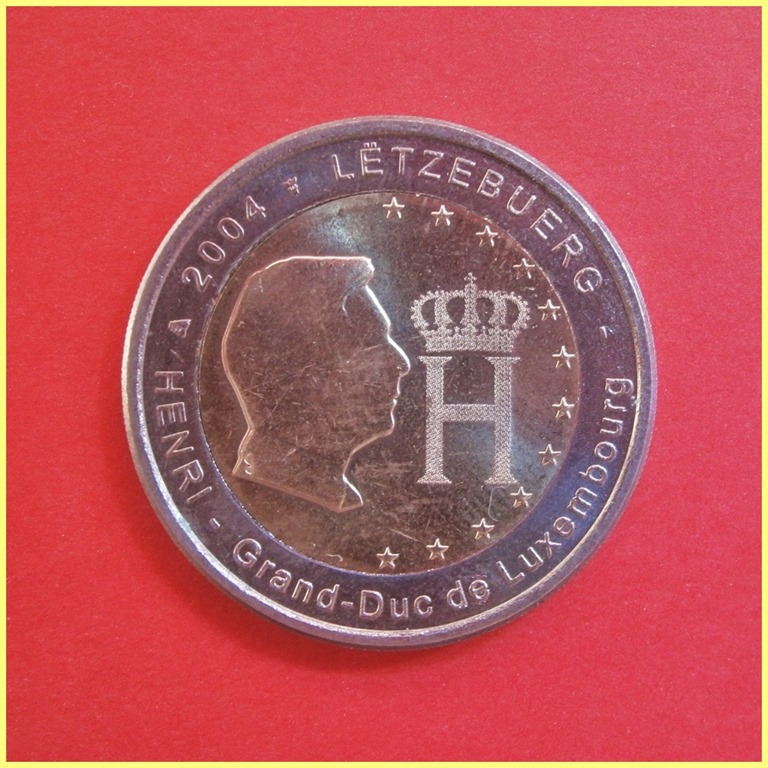 2004 LËTZEBUERG
HENRI - Grand-Duc de Luxembourg
H